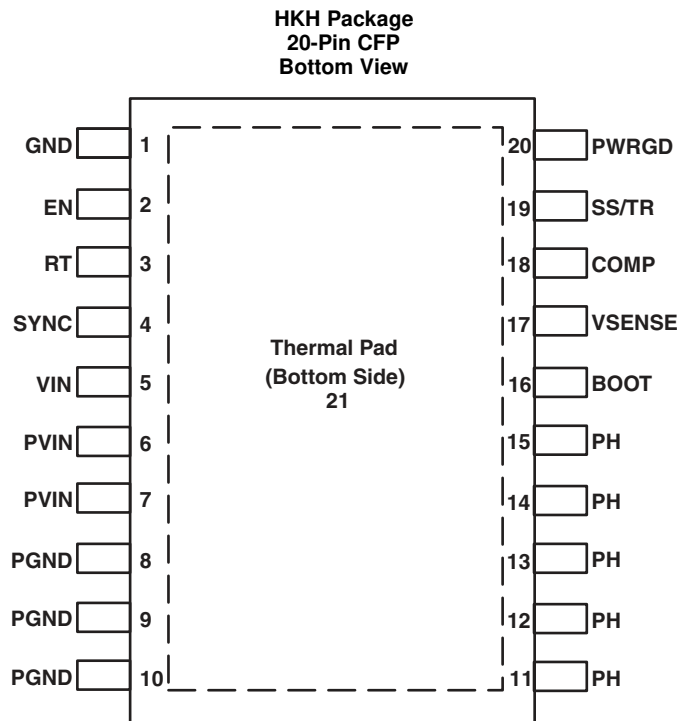 HKH Package
20-Pin CFP
Bottom View
GND 1 20 PWRGD
EN 2 19 SS/TR
RT 3 18 COMP
SYNC 4 17 VSENSE
Thermal Pad
(Bottom Side)
21
VIN 5 16 BOOT
PVIN 6 15 PH
PVIN 7 14 PH
PGND 8 13 PH
PGND 9 12 PH
PGND 10 11 PH